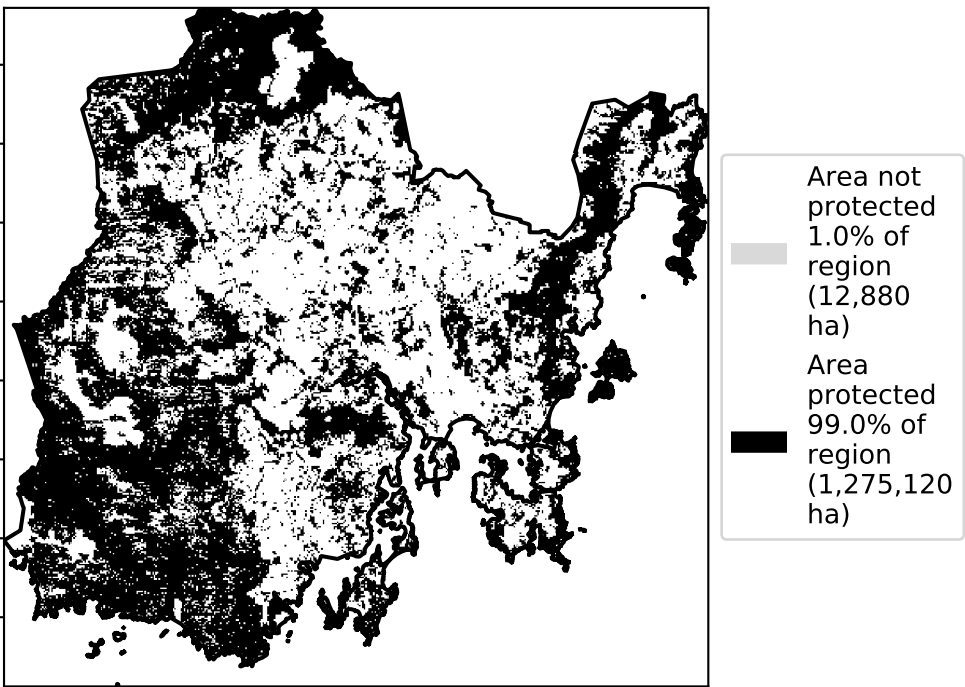 Area not
protected
1.0% of
region
(12,880
ha)
Area
protected
99.0% of
region
(1,275,120
ha)